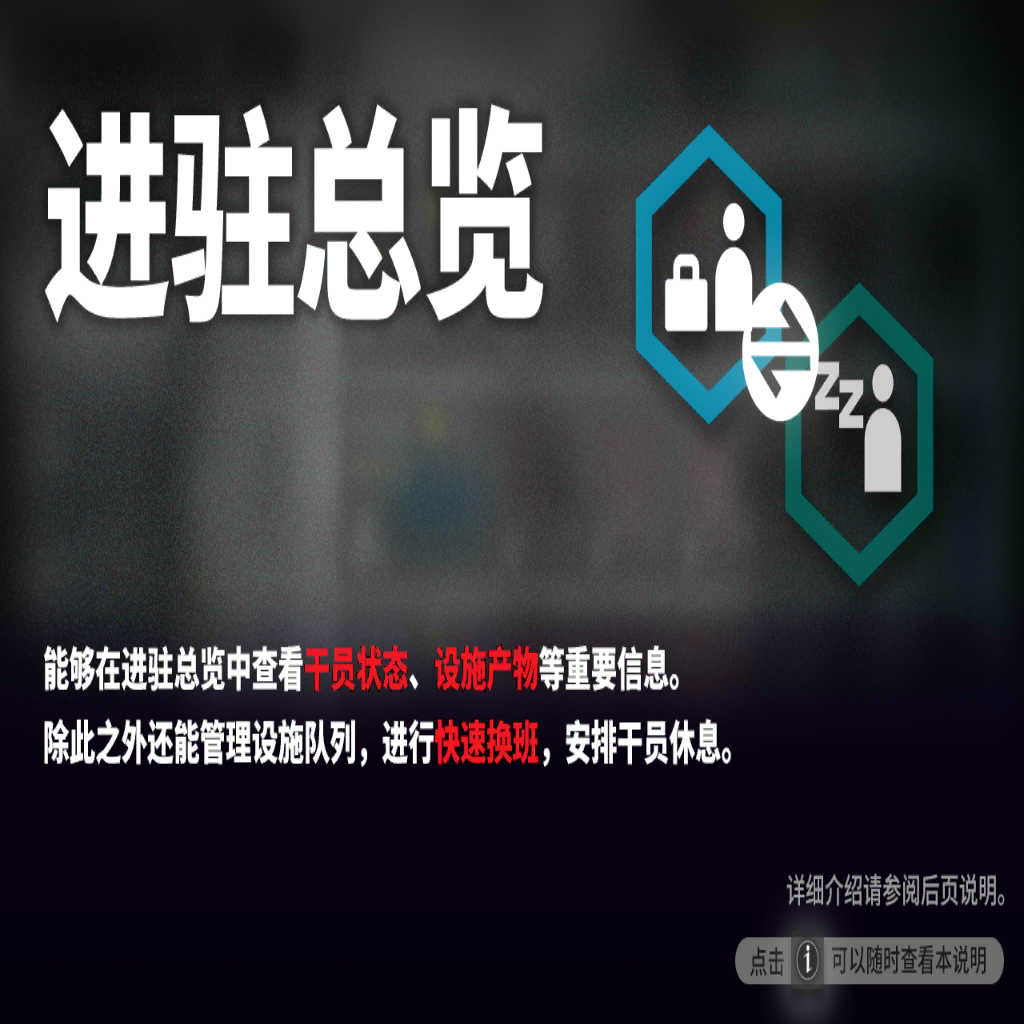 进驻总览
zz
能够在进驻总览中查看干员状态、设施产物等重要信息。
除此之外还能管理设施队列，进行快速换班，安排干员休息。
详细介绍请参阅后页说明。
点击 i 可以随时查看本说明